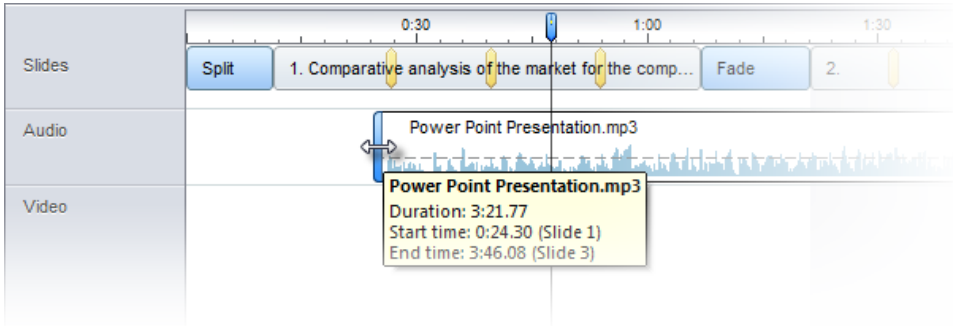 0:30 1:00 1:30
Slides Split 1. Comparative analysis of the market for the comp... Fade 2.
Audio Power Point Presentation.mp3
Power Point Presentation.mp3
Duration: 3:21.77
Start time: 0:24.30 (Slide 1)
End time: 3:46.08 (Slide 3)
Video